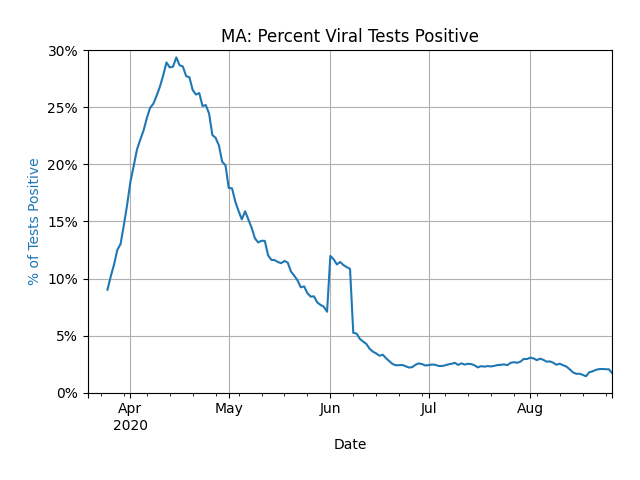 MA: Percent Viral Tests Positive
30%
25%
20%
15%
10%
5%
0%
% of Tests Positive
Apr
2020
May
Jun
Jul
Aug
Date